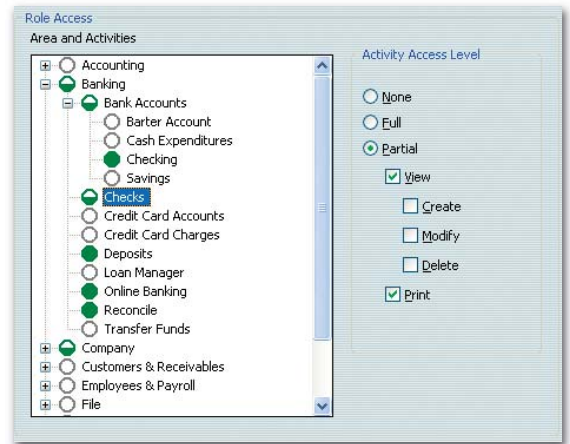 Role Access
Area and Activities
Accounting
Banking
Bank Accounts
Barter Account
Cash Expenditures
Checking
Savings
Checks
Credit Card Accounts
Credit Card Charges
Deposits
Loan Manager
Online Banking
Reconcile
Transfer Funds
Company
Customers & Receivables
Employees & Payroll
File
Activity Access Level
None
Full
Partial
View
Create
Modify
Delete
Print